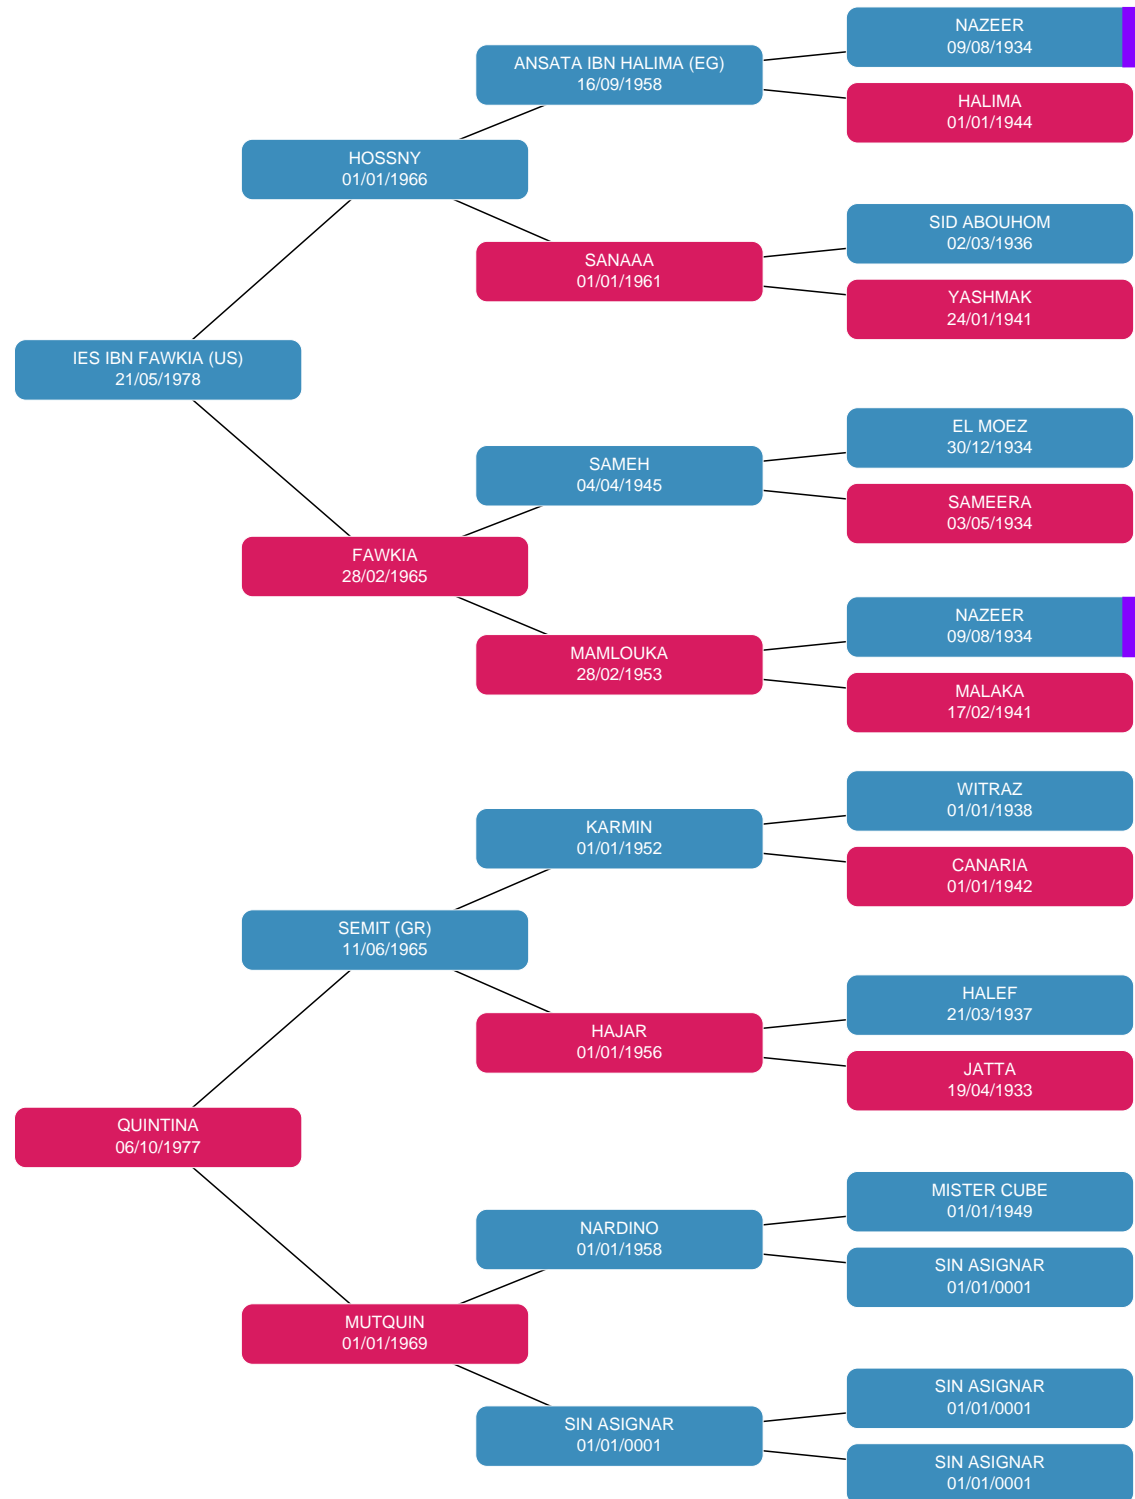 NAZEER
09/08/1934
ANSATA IBN HALIMA (EG)
16/09/1958
HALIMA
01/01/1944
HOSSNY
01/01/1966
SID ABOUHOM
02/03/1936
SANAAA
01/01/1961
YASHMAK
24/01/1941
IES IBN FAWKIA (US)
21/05/1978
EL MOEZ
30/12/1934
SAMEH
04/04/1945
SAMEERA
03/05/1934
FAWKIA
28/02/1965
NAZEER
09/08/1934
MAMLOUKA
28/02/1953
MALAKA
17/02/1941
WITRAZ
01/01/1938
KARMIN
01/01/1952
CANARIA
01/01/1942
SEMIT (GR)
11/06/1965
HALEF
21/03/1937
HAJAR
01/01/1956
JATTA
19/04/1933
QUINTINA
06/10/1977
MISTER CUBE
01/01/1949
NARDINO
01/01/1958
SIN ASIGNAR
01/01/0001
MUTQUIN
01/01/1969
SIN ASIGNAR
01/01/0001
SIN ASIGNAR
01/01/0001
SIN ASIGNAR
01/01/0001